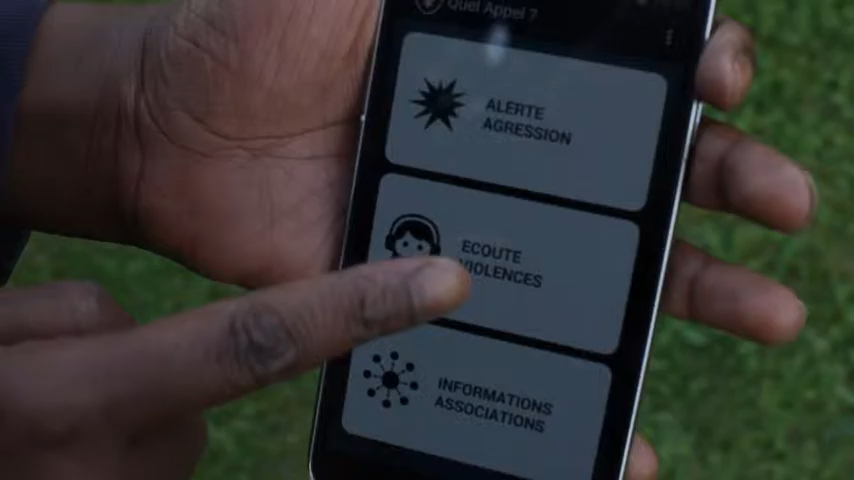 Quel Appel ?
ALERTE
AGRESSION
ECOUTE
VIOLENCES
INFORMATIONS
ASSOCIATIONS